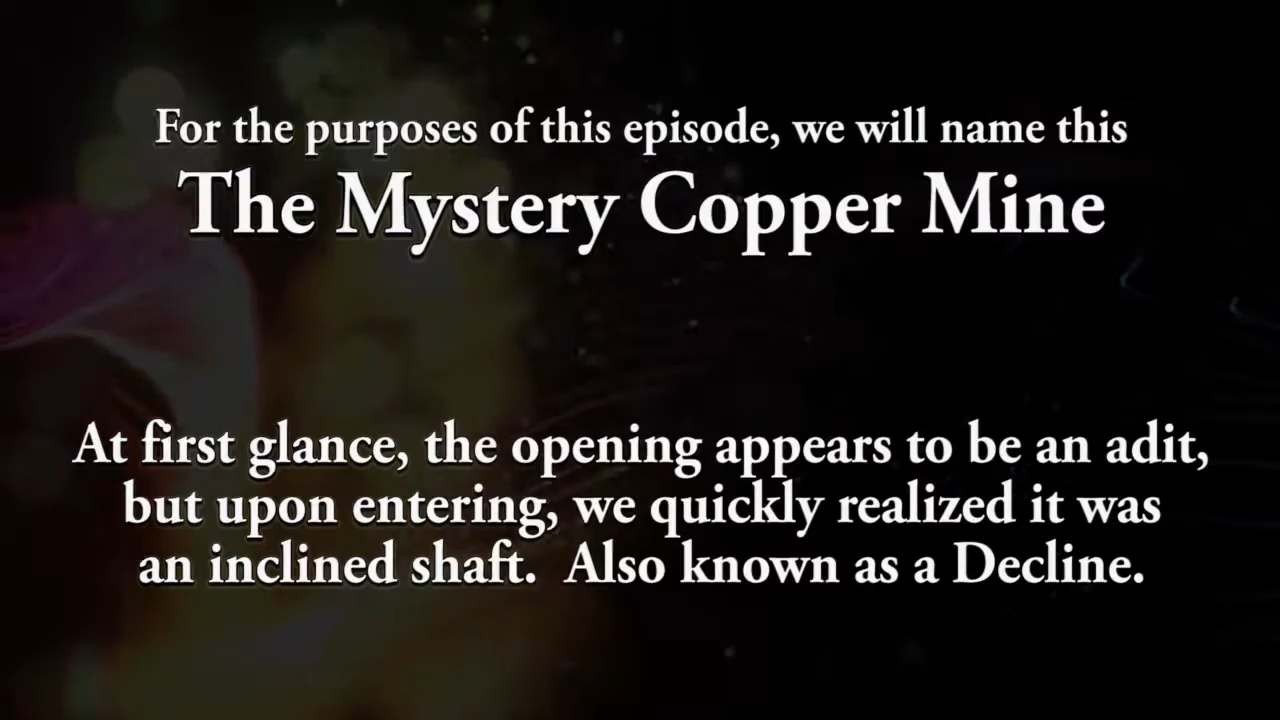 For the purposes of this episode, we will name this
The Mystery Copper Mine
At first glance, the opening appears to be an adit,
but upon entering, we quickly realized it was
an inclined shaft.  Also known as a Decline.